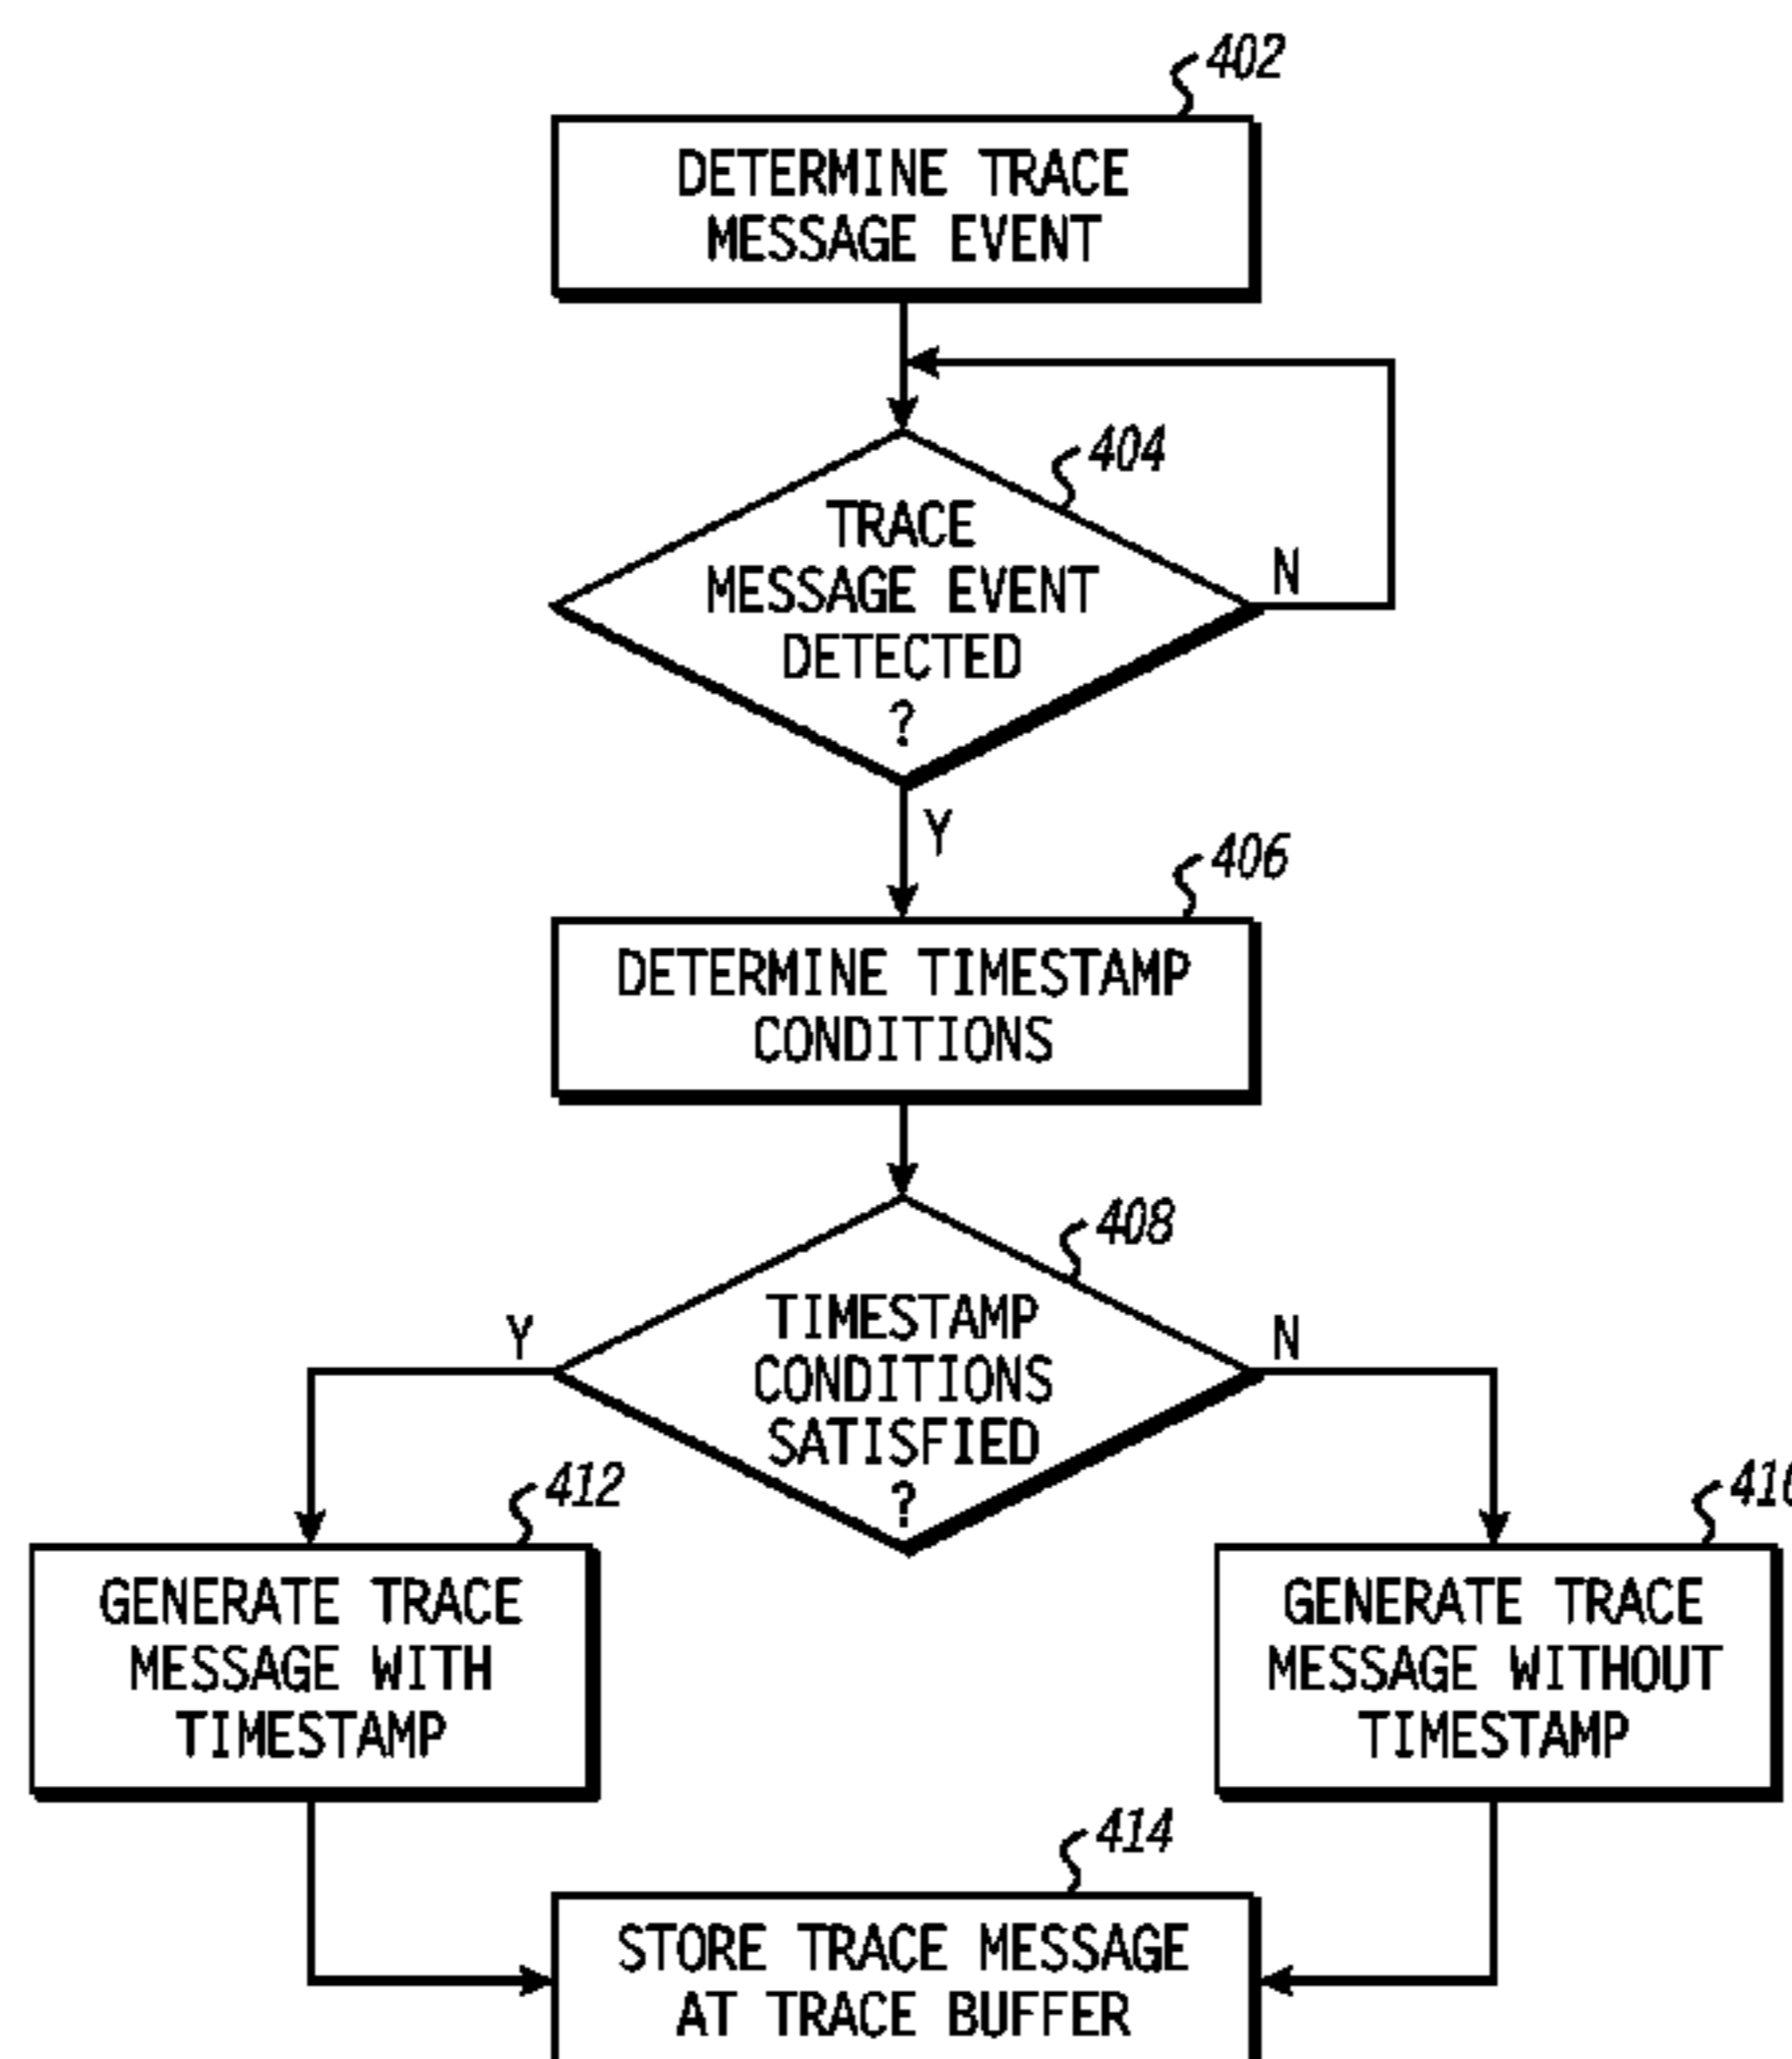 402
DETERMINE TRACE
MESSAGE EVENT
404
TRACE
MESSAGE EVENT
DETECTED
?
N
Y
406
DETERMINE TIMESTAMP
CONDITIONS
408
TIMESTAMP
CONDITIONS
SATISFIED
?
Y
N
412
GENERATE TRACE
MESSAGE WITH
TIMESTAMP
410
GENERATE TRACE
MESSAGE WITHOUT
TIMESTAMP
414
STORE TRACE MESSAGE
AT TRACE BUFFER